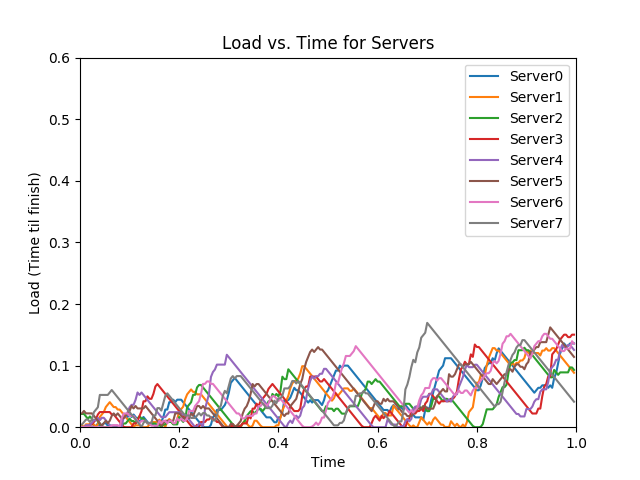 Load vs. Time for Servers
Load (Time til finish)
0.6
0.5
0.4
0.3
0.2
0.1
0.0
Server0
Server1
Server2
Server3
Server4
Server5
Server6
Server7
0.0 0.2 0.4 0.6 0.8 1.0
Time